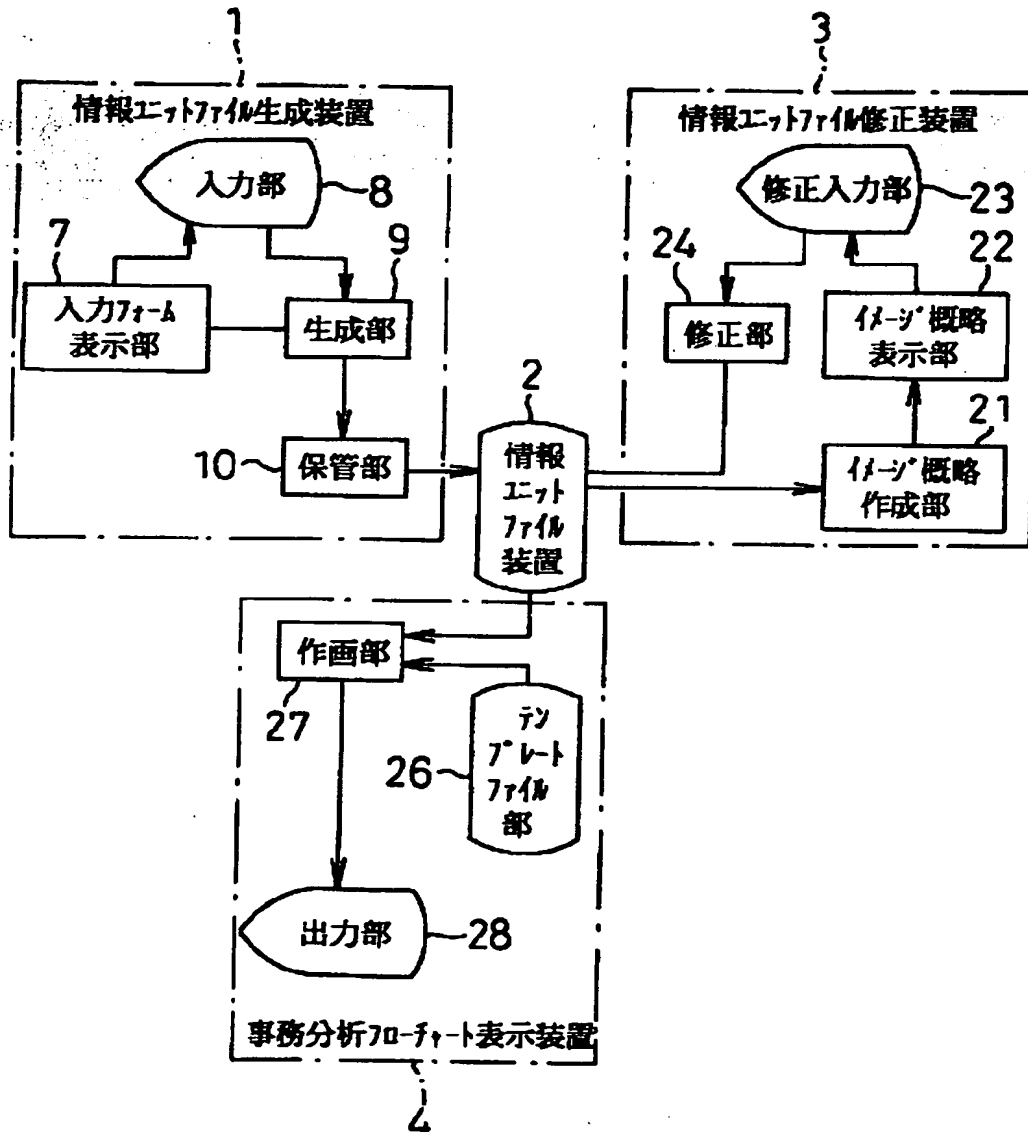 1
情報ユニットファイル生成装置
入力部
8
7
入力フォーム
表示部
9
生成部
10
保管部
2
情報
ユニット
ファイル
装置
3
情報ユニットファイル修正装置
修正入力部
23
24
修正部
22
イメージ概略
表示部
21
イメージ概略
作成部
作画部
27
テン
プレート
ファイル
部
26
出力部
28
事務分析フローチャート表示装置
4